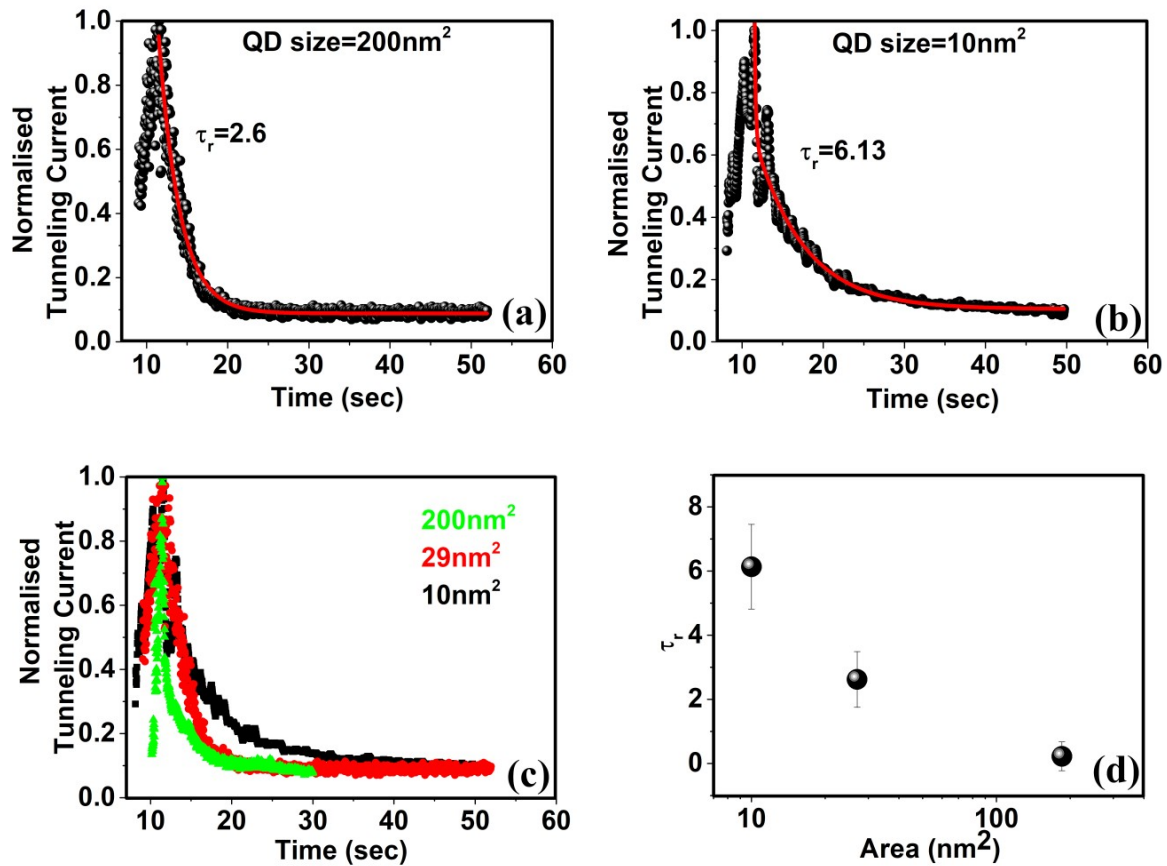 QD size=200nm²
τr=2.6
(a)
1.0
0.8
0.6
0.4
0.2
0.0
10 20 30 40 50 60
Time (sec)
Normalised
Tunneling Current
QD size=10nm²
τr=6.13
(b)
1.0
0.8
0.6
0.4
0.2
0.0
10 20 30 40 50 60
Time (sec)
Normalised
Tunneling Current
200nm²
29nm²
10nm²
(c)
1.0
0.8
0.6
0.4
0.2
0.0
10 20 30 40 50 60
Time (sec)
Normalised
Tunneling Current
8
6
4
2
0
τr
(d)
10 100
Area (nm²)